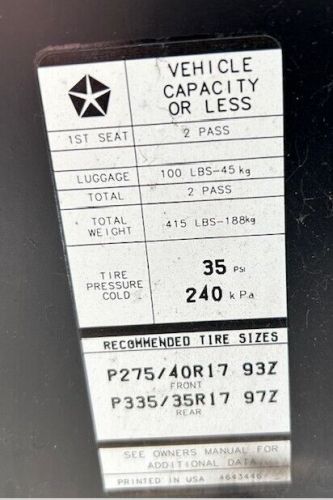 VEHICLE
CAPACITY
OR LESS
1ST SEAT 2 PASS
LUGGAGE 100 LBS-45kg
TOTAL 2 PASS
TOTAL
WEIGHT 415 LBS-188kg
TIRE
PRESSURE
COLD
35 PSI
240 kPa
RECOMMENDED TIRE SIZES
P275/40R17 93Z
FRONT
P335/35R17 97Z
REAR
SEE OWNERS MANUAL FOR
ADDITIONAL DATA
PRINTED IN USA 4643446